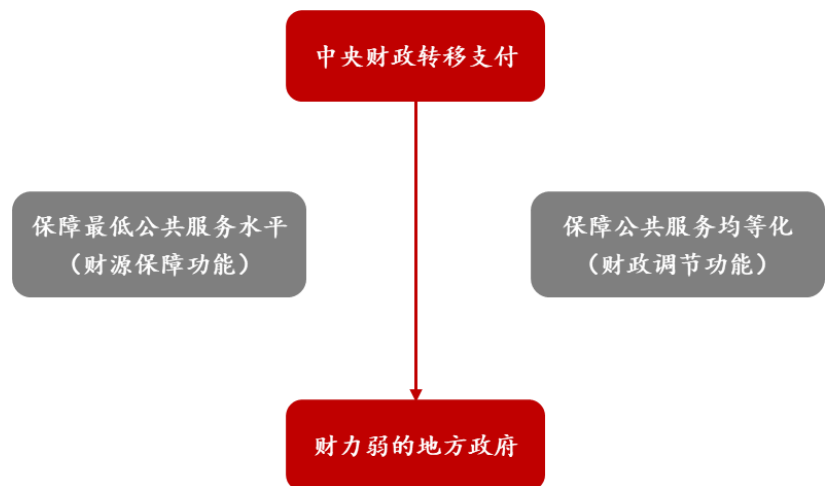 中央财政转移支付
保障最低公共服务水平
（财源保障功能）
保障公共服务均等化
（财政调节功能）
财力弱的地方政府